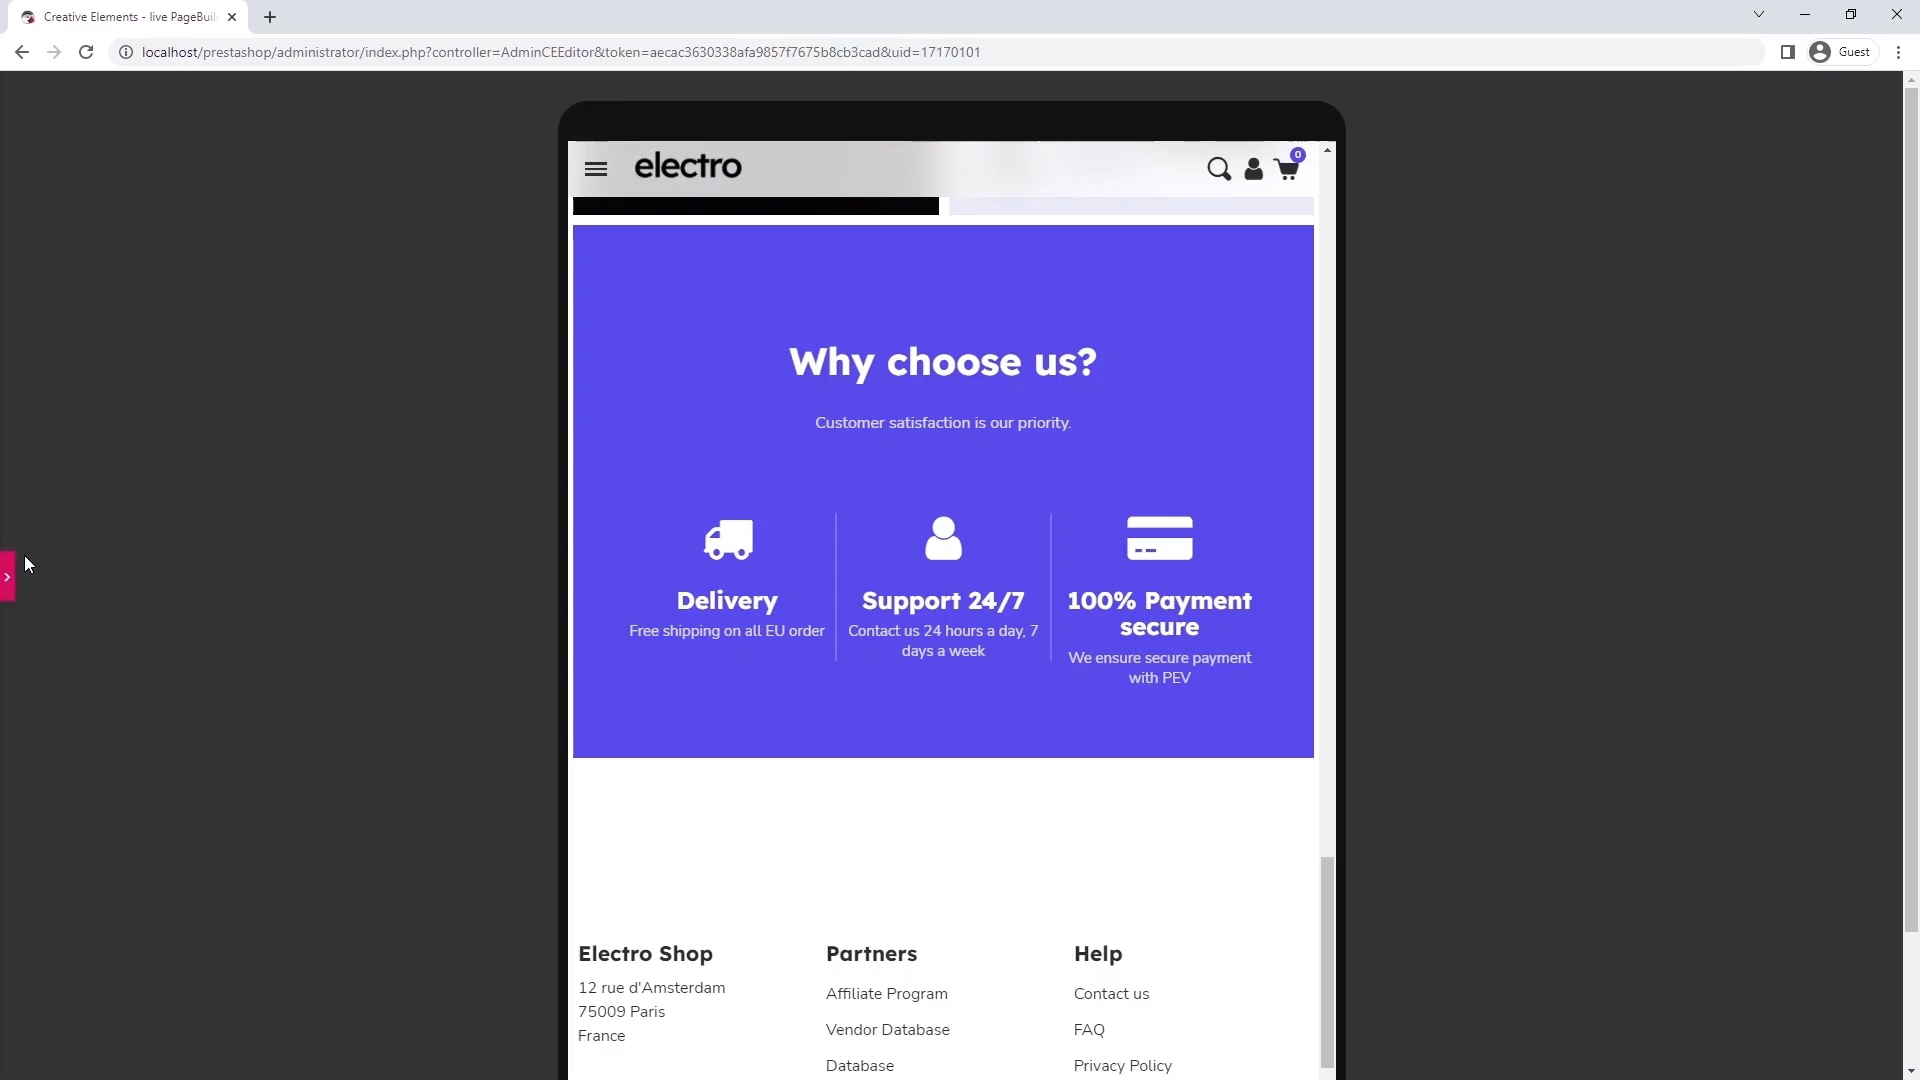 Creative Elements - live PageBuil
localhost/prestashop/administrator/index.php?controller=AdminCEEditor&token=aecac3630338afa9857f7675b8cb3cad&uid=17170101
Guest
electro
0
Why choose us?
Customer satisfaction is our priority.
Delivery
Free shipping on all EU order
Support 24/7
Contact us 24 hours a day, 7
days a week
100% Payment
secure
We ensure secure payment
with PEV
Electro Shop
12 rue d'Amsterdam
75009 Paris
France
Partners
Affiliate Program
Vendor Database
Database
Help
Contact us
FAQ
Privacy Policy